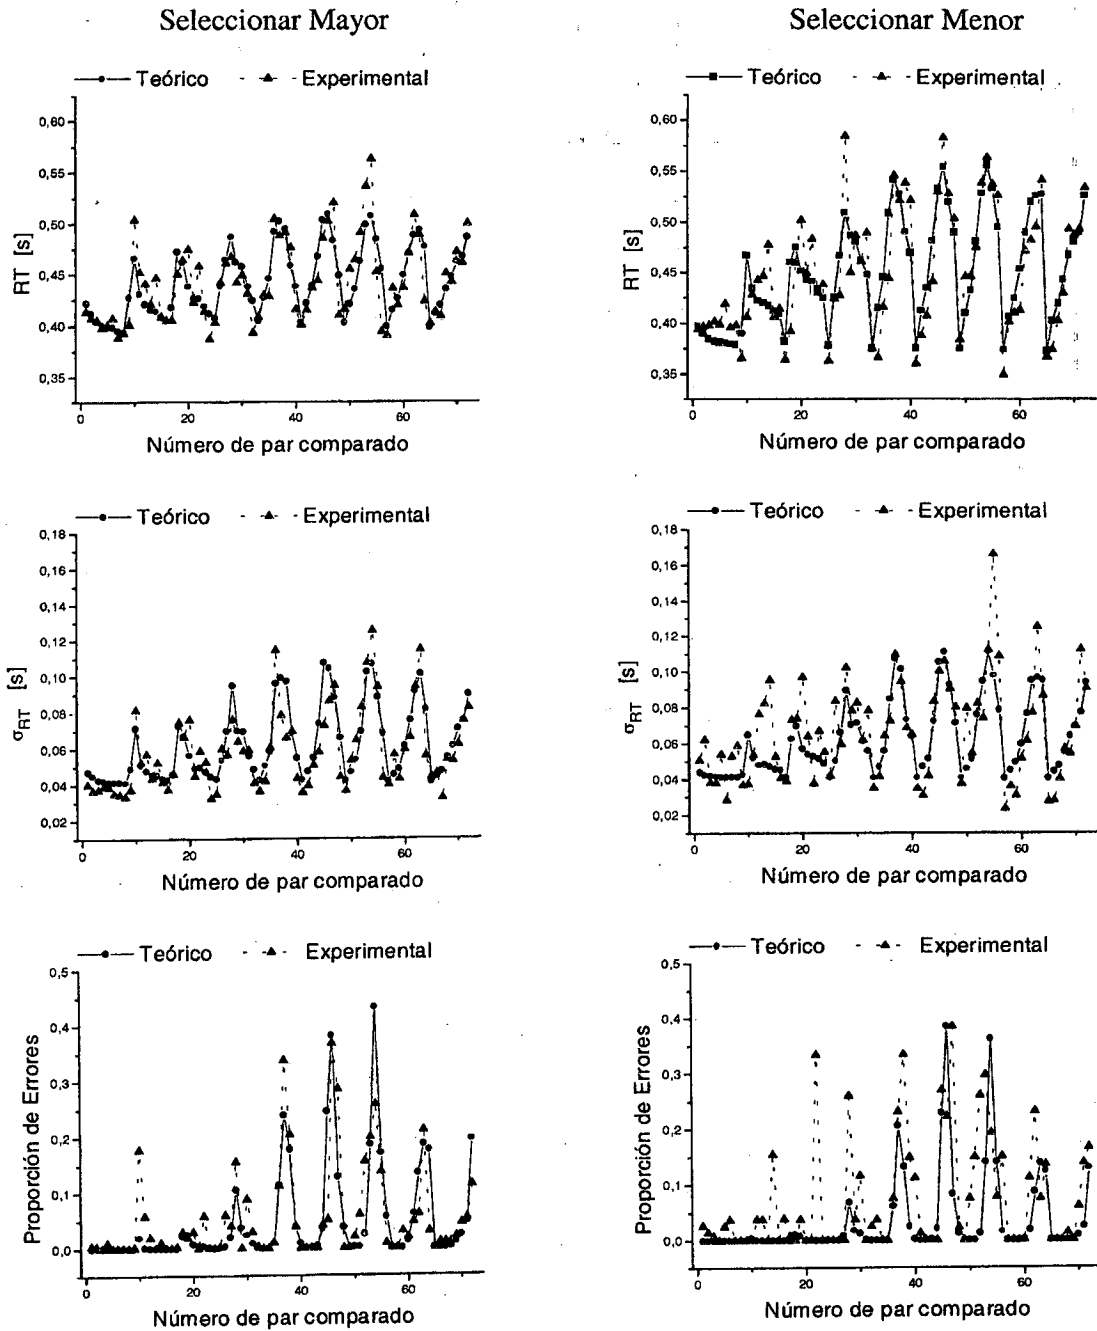 Seleccionar Mayor
Seleccionar Menor
Teórico Experimental
0,60
0,55
0,50
0,45
0,40
0,35
RT [s]
0 20 40 60
Número de par comparado
Teórico Experimental
0,60
0,55
0,50
0,45
0,40
0,35
RT [s]
0 20 40 60
Número de par comparado
Teórico Experimental
0,18
0,16
0,14
0,12
0,10
0,08
0,06
0,04
0,02
σRT [s]
0 20 40 60
Número de par comparado
Teórico Experimental
0,18
0,16
0,14
0,12
0,10
0,08
0,06
0,04
0,02
σRT [s]
0 20 40 60
Número de par comparado
Teórico Experimental
0,5
0,4
0,3
0,2
0,1
0,0
Proporción de Errores
0 20 40 60
Número de par comparado
Teórico Experimental
0,5
0,4
0,3
0,2
0,1
0,0
Proporción de Errores
0 20 40 60
Número de par comparado